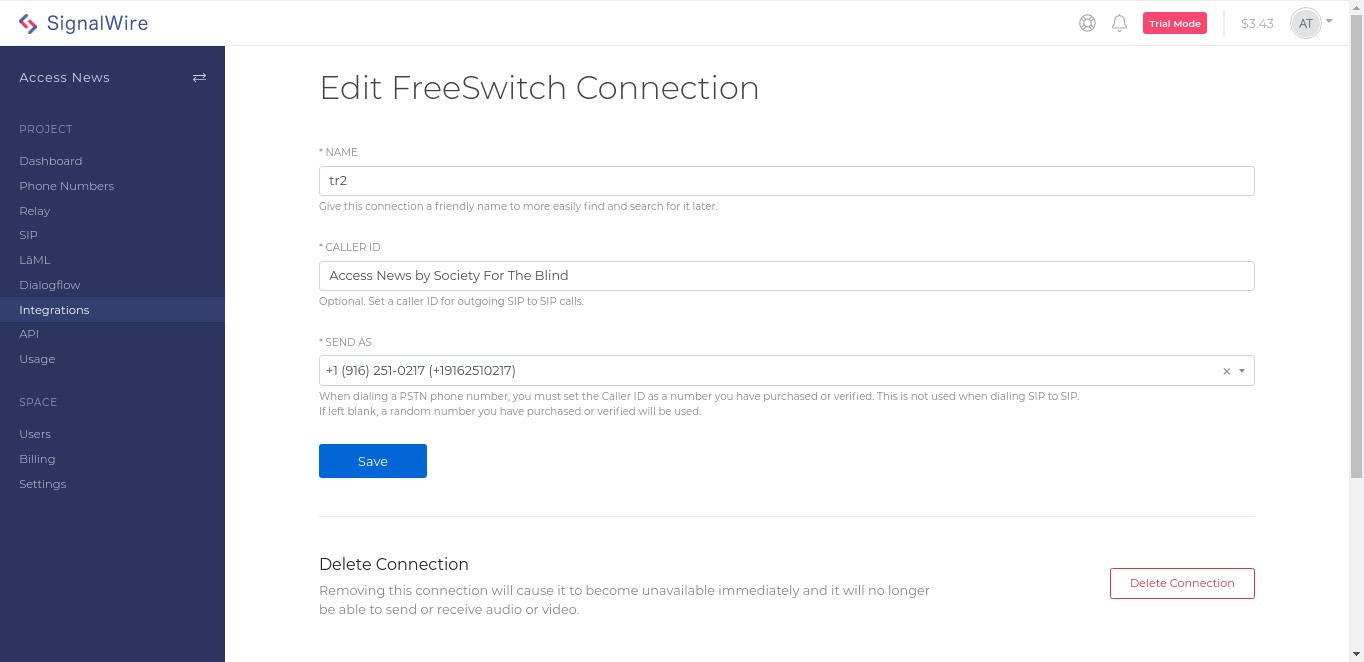 SignalWire
Trial Mode
$3.43
AT
Access News
PROJECT
Dashboard
Phone Numbers
Relay
SIP
LāML
Dialogflow
Integrations
API
Usage
SPACE
Users
Billing
Settings
Edit FreeSwitch Connection
* NAME
tr2
Give this connection a friendly name to more easily find and search for it later.
* CALLER ID
Access News by Society For The Blind
Optional. Set a caller ID for outgoing SIP to SIP calls.
* SEND AS
+1 (916) 251-0217 (+19162510217)
When dialing a PSTN phone number, you must set the Caller ID as a number you have purchased or verified. This is not used when dialing SIP to SIP.
If left blank, a random number you have purchased or verified will be used.
Save
Delete Connection
Removing this connection will cause it to become unavailable immediately and it will no longer
be able to send or receive audio or video.
Delete Connection